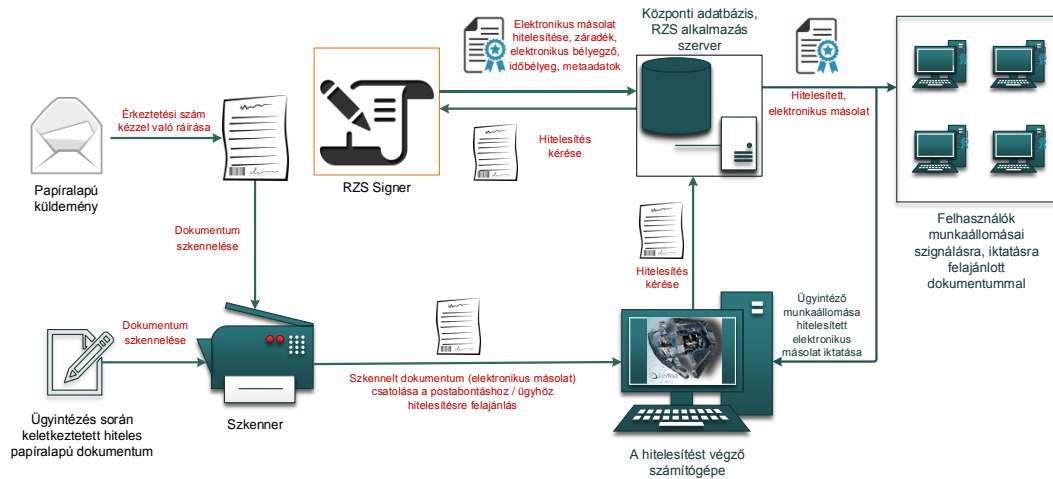 Elektronikus másolat
hitelesítése, záradék,
elektronikus bélyegző,
időbélyeg, metaadatok
Központi adatbázis,
RZS alkalmazás
szerver
Érkeztetési szám
kézzel való ráírása
Hitelesített,
elektronikus másolat
Hitelesítés
kérése
Papíralapú
küldemény
RZS Signer
Felhasználók
munkaállomásai
szignálásra, iktatásra
felajánlott
dokumentummal
Dokumentum
szkennelése
Hitelesítés
kérése
Ügyintéző
munkaállomása
hitelesített
elektronikus
másolat iktatása
Dokumentum
szkennelése
Szkennelt dokumentum (elektronikus másolat)
csatolása a postabontáshoz / ügyhöz
hitelesítésre felajánlás
Ügyintézés során
keletkeztetett hiteles
papíralapú dokumentum
Szkenner
A hitelesítést végző
számítógépe